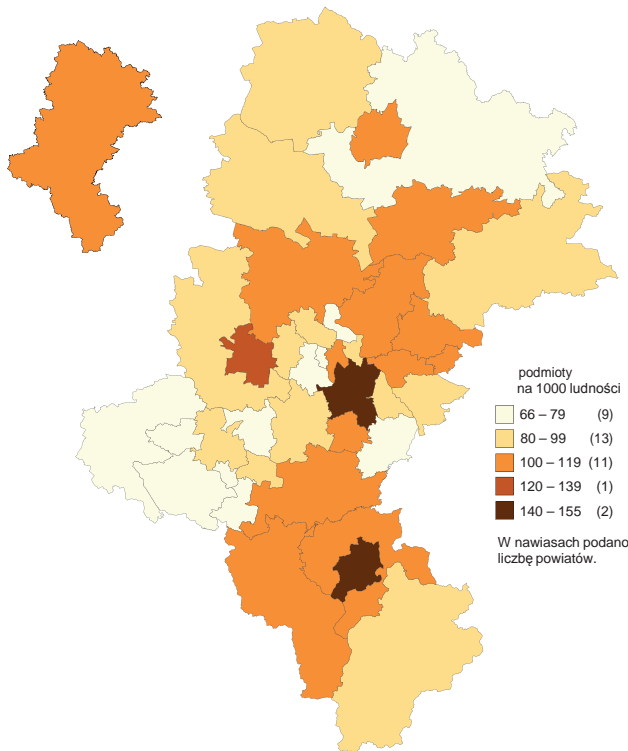 podmioty
na 1000 ludności
66 – 79 (9)
80 – 99 (13)
100 – 119 (11)
120 – 139 (1)
140 – 155 (2)
W nawiasach podano
liczbę powiatów.